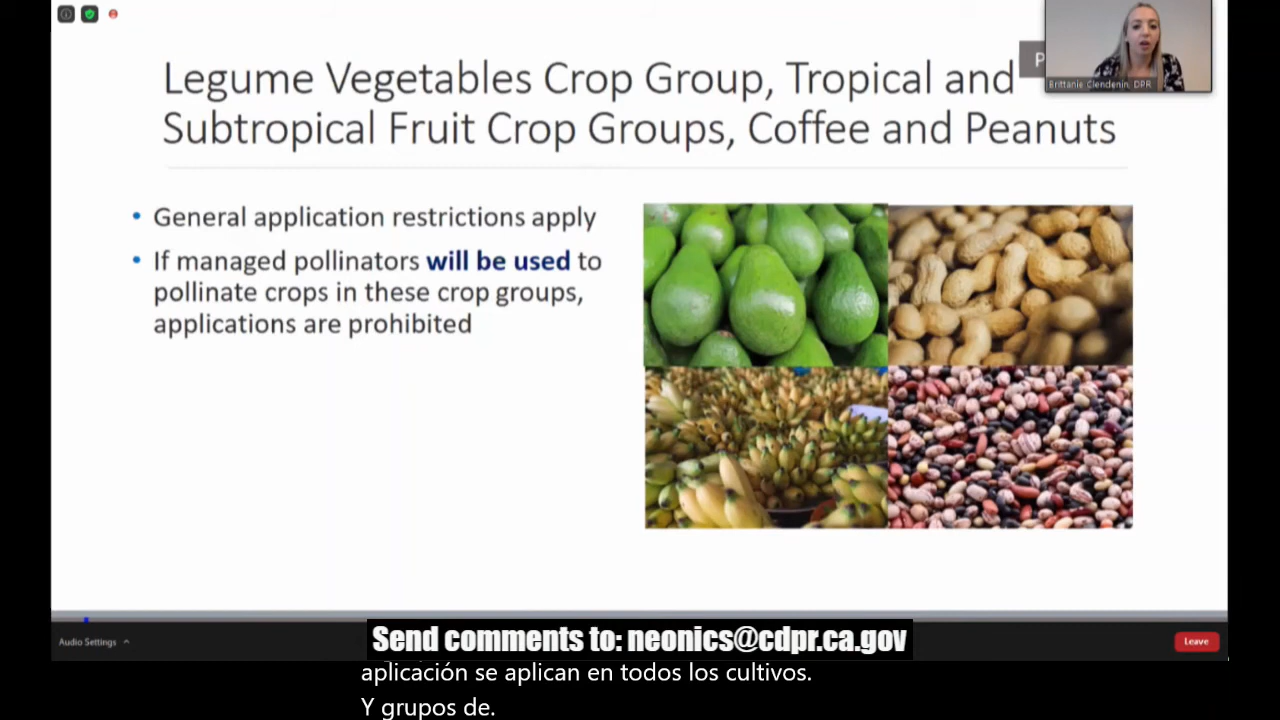 Legume Vegetables Crop Group, Tropical and
Subtropical Fruit Crop Groups, Coffee and Peanuts
Brittanie Clendenin, DPR
• General application restrictions apply
• If managed pollinators will be used to
pollinate crops in these crop groups,
applications are prohibited
Audio Settings
Leave
Send comments to: neonics@cdpr.ca.gov
aplicación se aplican en todos los cultivos.
Y grupos de.